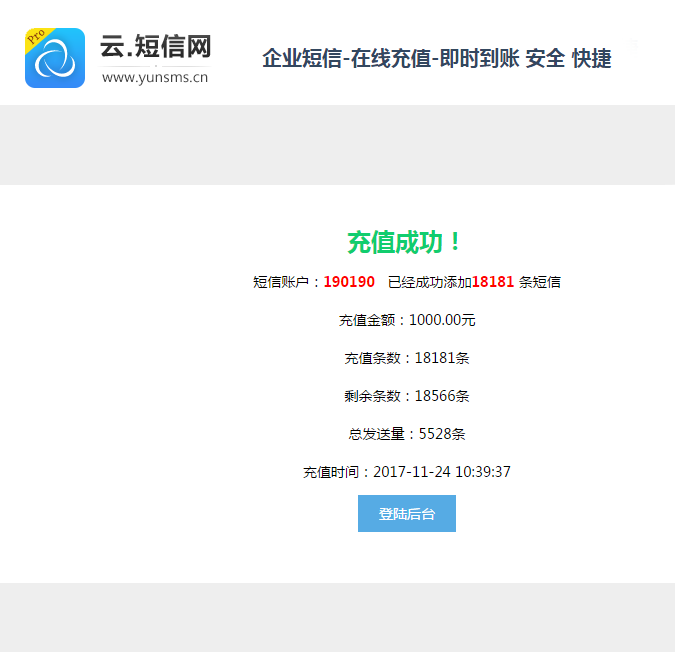 Pro
云.短信网
www.yunsms.cn
企业短信-在线充值-即时到账 安全 快捷
充值成功！
短信账户：190190 已经成功添加18181 条短信
充值金额：1000.00元
充值条数：18181条
剩余条数：18566条
总发送量：5528条
充值时间：2017-11-24 10:39:37
登陆后台